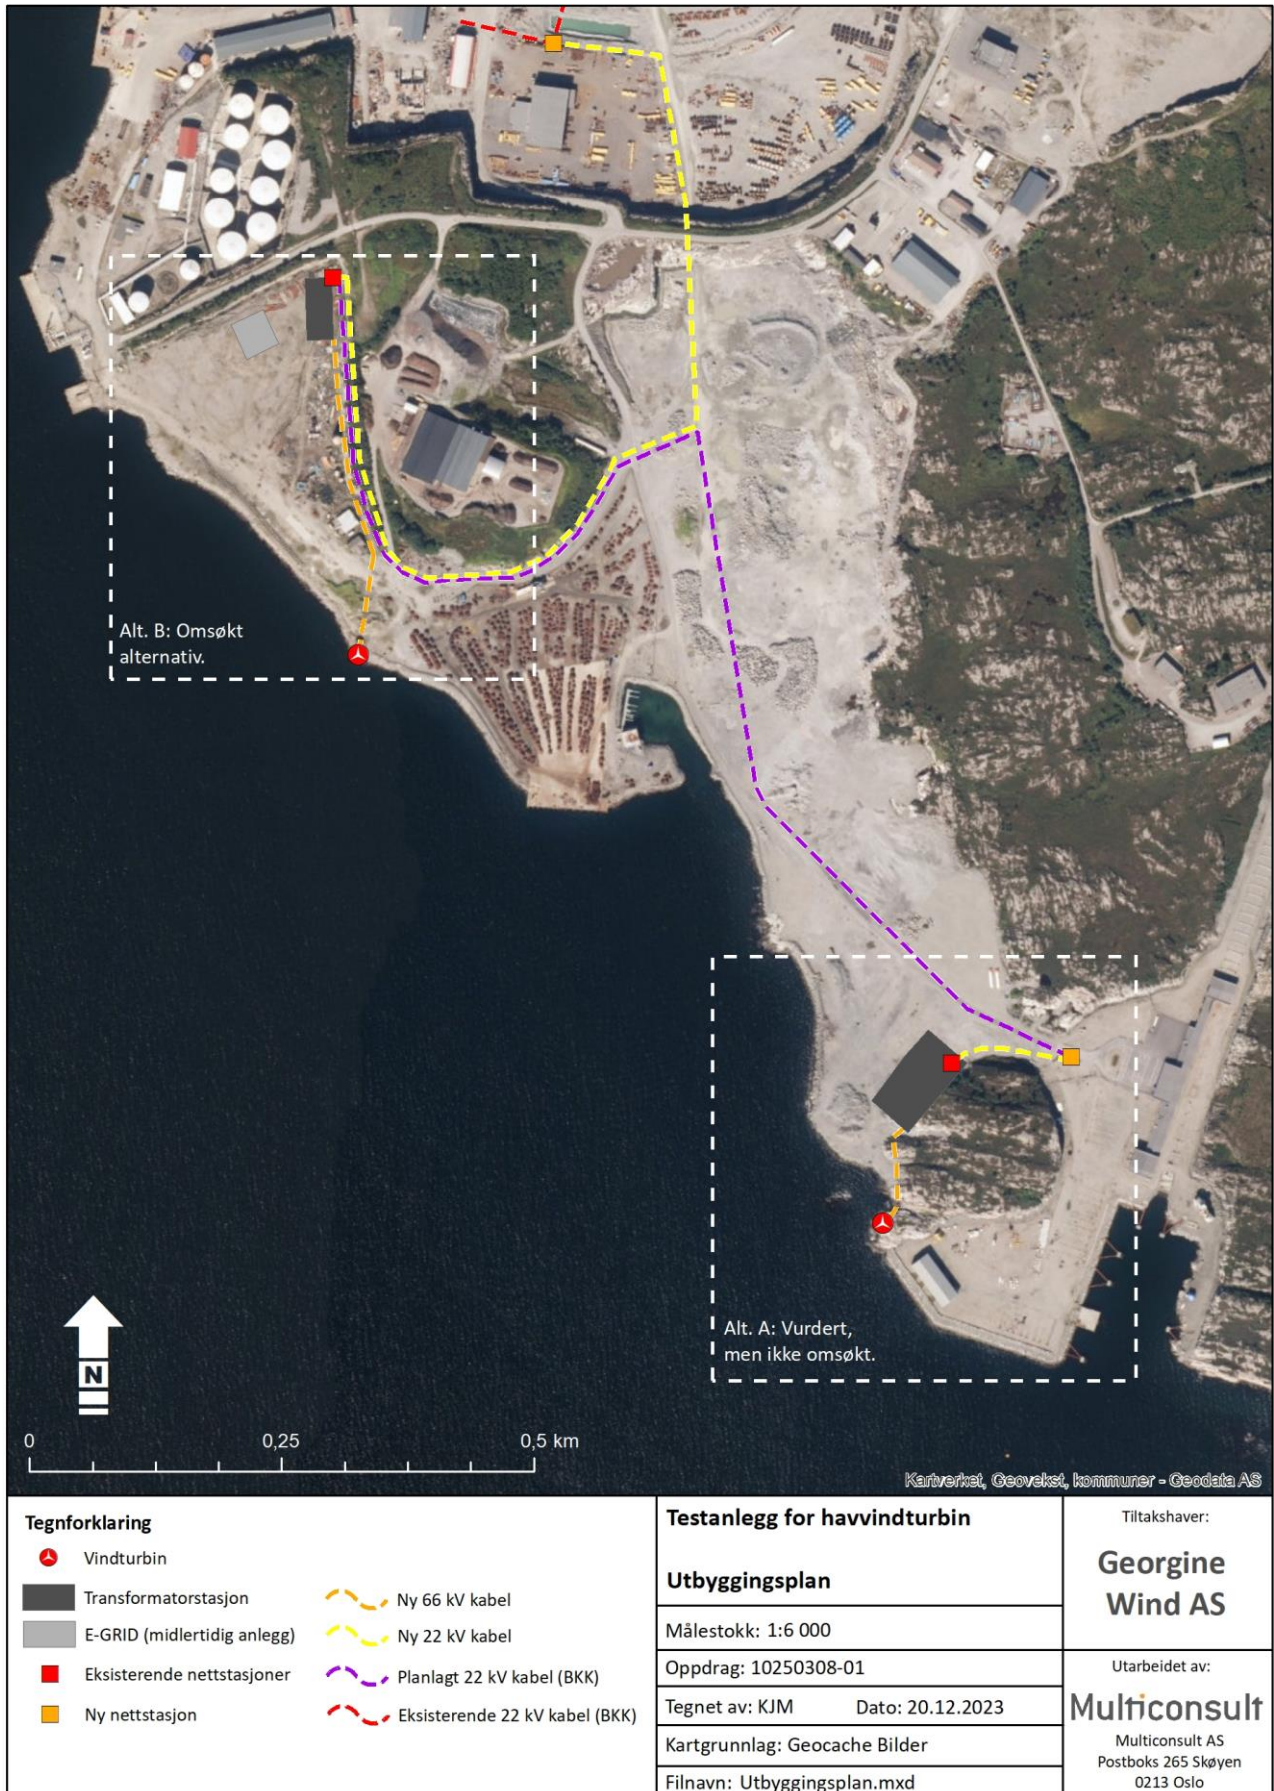 Alt. B: Omsøkt
alternativ.
Alt. A: Vurdert,
men ikke omsøkt.
N
0 0,25 0,5 km
Kartverket, Geovekst, kommuner - Geodata AS
Tegnforklaring
Vindturbin
Transformatorstasjon
E-GRID (midlertidig anlegg)
Eksisterende nettstasjoner
Ny nettstasjon
Ny 66 kV kabel
Ny 22 kV kabel
Planlagt 22 kV kabel (BKK)
Eksisterende 22 kV kabel (BKK)
Testanlegg for havvindturbin
Utbyggingsplan
Målestokk: 1:6 000
Oppdrag: 10250308-01
Tegnet av: KJM Dato: 20.12.2023
Kartgrunnlag: Geocache Bilder
Filnavn: Utbyggingsplan.mxd
Tiltakshaver:
Georgine
Wind AS
Utarbeidet av:
Multiconsult
Multiconsult AS
Postboks 265 Skøyen
0213 Oslo